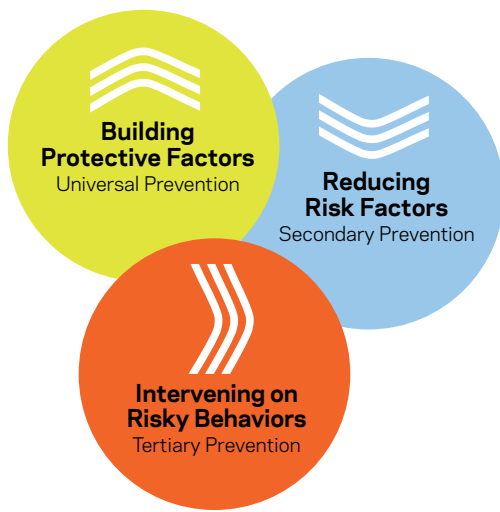 Building
Protective Factors
Universal Prevention
Reducing
Risk Factors
Secondary Prevention
Intervening on
Risky Behaviors
Tertiary Prevention